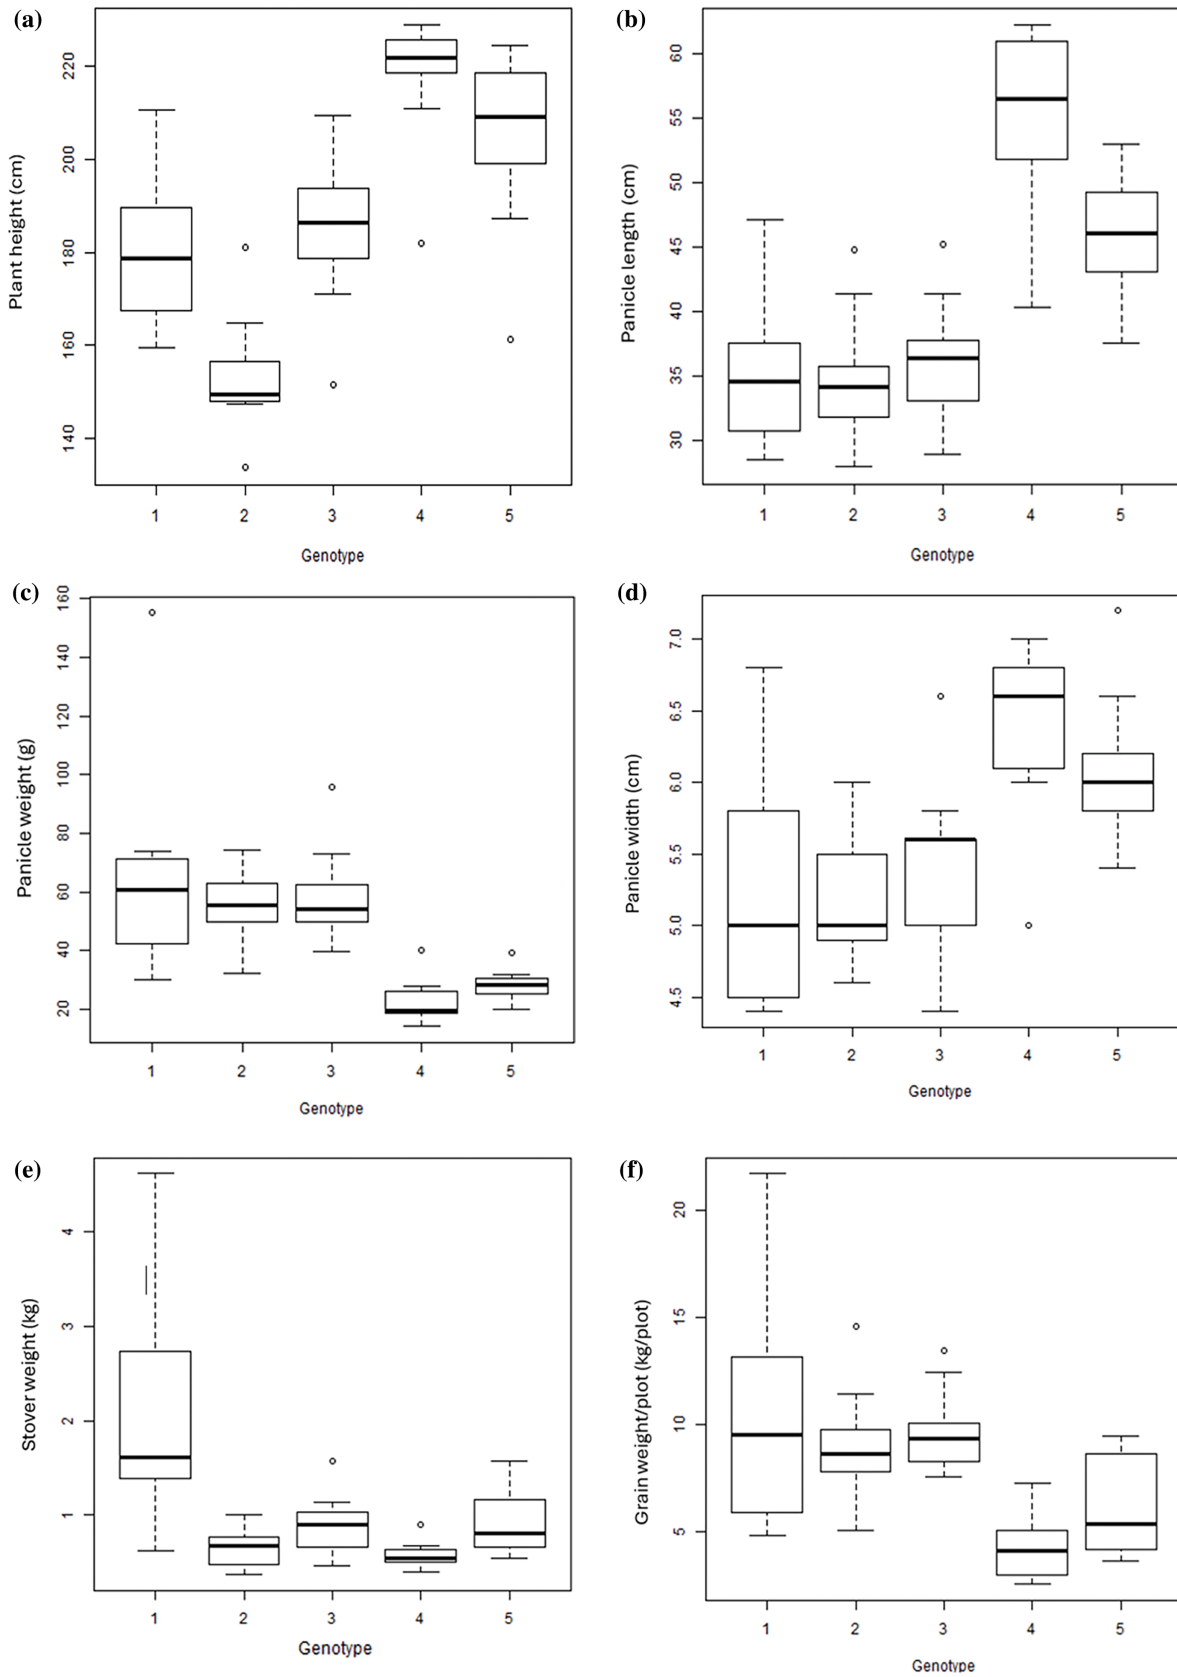 (a)
Plant height (cm)
220
200
180
160
140
1 2 3 4 5
Genotype
(b)
Panicle length (cm)
60
55
50
45
40
35
30
1 2 3 4 5
Genotype
(c)
Panicle weight (g)
160
140
120
100
80
60
40
20
1 2 3 4 5
Genotype
(d)
Panicle width (cm)
7.0
6.5
6.0
5.5
5.0
4.5
1 2 3 4 5
Genotype
(e)
Stover weight (kg)
4
3
2
1
1 2 3 4 5
Genotype
(f)
Grain weight/plot (kg/plot)
20
15
10
5
1 2 3 4 5
Genotype